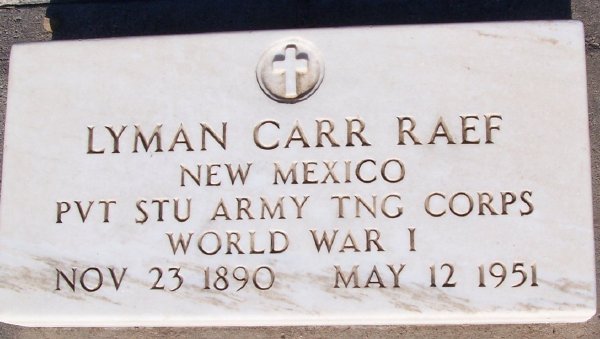 LYMAN CARR RAEF
NEW MEXICO
PVT STU ARMY TNG CORPS
WORLD WAR I
NOV 23 1890 MAY 12 1951